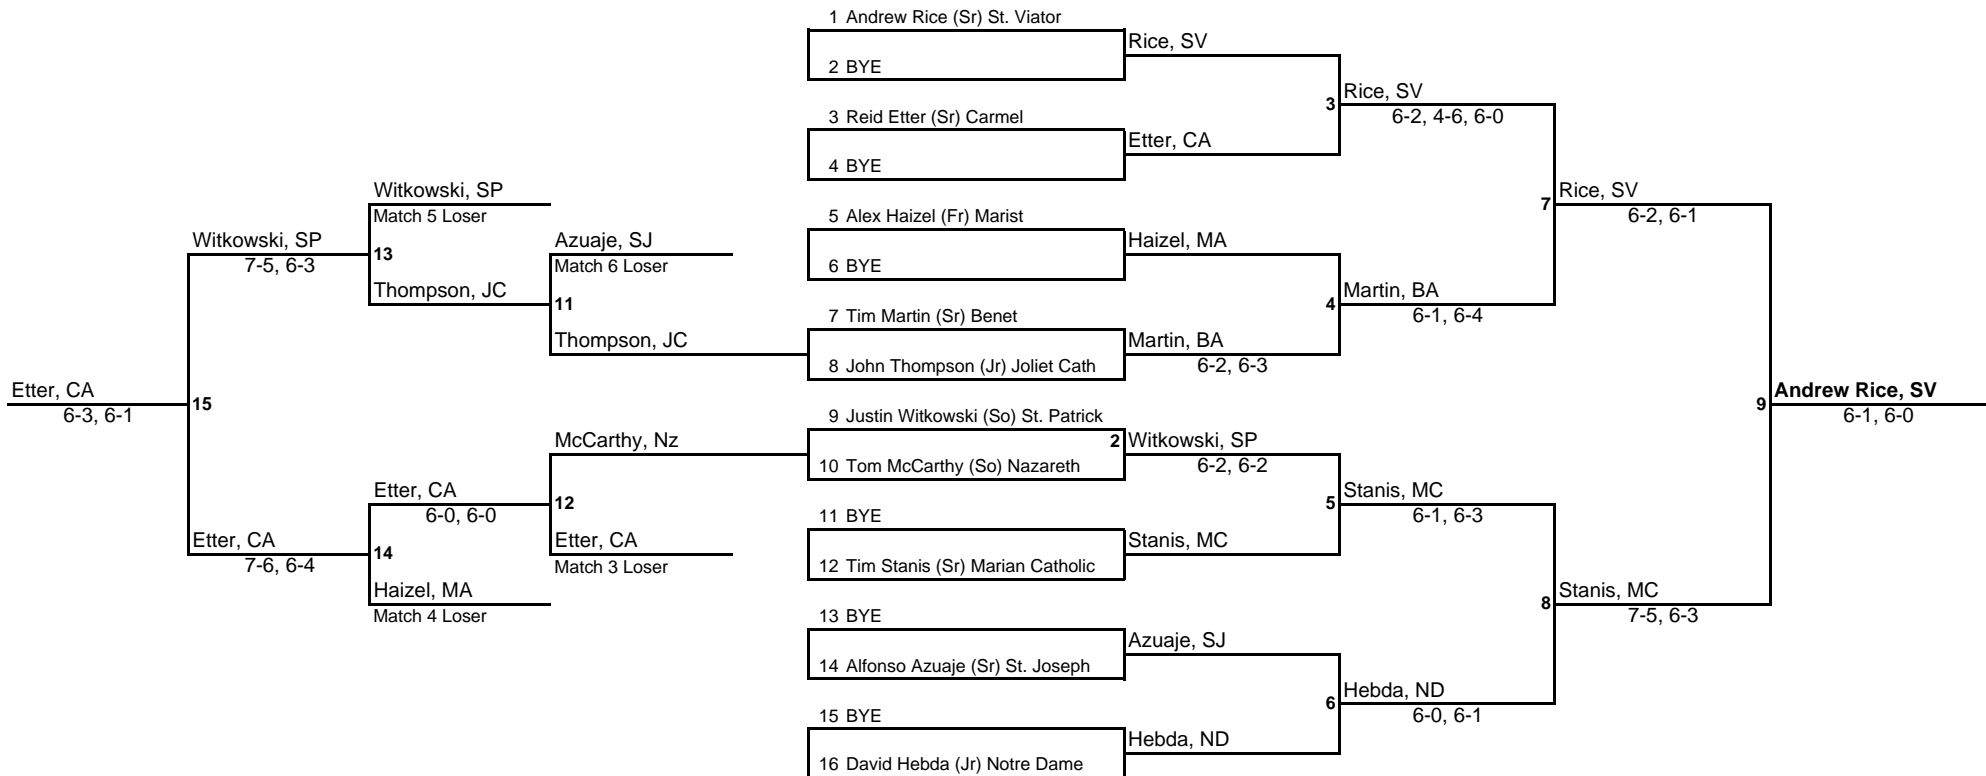 1 Andrew Rice (Sr) St. Viator
Rice, SV
2 BYE
Rice, SV
3
6-2, 4-6, 6-0
3 Reid Etter (Sr) Carmel
Etter, CA
4 BYE
Witkowski, SP
Match 5 Loser
Rice, SV
7
6-2, 6-1
5 Alex Haizel (Fr) Marist
Witkowski, SP
7-5, 6-3
13
Azuaje, SJ
Match 6 Loser
Haizel, MA
6 BYE
Thompson, JC
11
Martin, BA
4
6-1, 6-4
7 Tim Martin (Sr) Benet
Thompson, JC
Martin, BA
6-2, 6-3
8 John Thompson (Jr) Joliet Cath
Etter, CA
6-3, 6-1
15
9
Andrew Rice, SV
6-1, 6-0
9 Justin Witkowski (So) St. Patrick
McCarthy, Nz
2
Witkowski, SP
6-2, 6-2
10 Tom McCarthy (So) Nazareth
Etter, CA
6-0, 6-0
12
Stanis, MC
5
6-1, 6-3
11 BYE
Etter, CA
7-6, 6-4
14
Etter, CA
Match 3 Loser
Stanis, MC
12 Tim Stanis (Sr) Marian Catholic
Haizel, MA
Match 4 Loser
Stanis, MC
8
7-5, 6-3
13 BYE
Azuaje, SJ
14 Alfonso Azuaje (Sr) St. Joseph
Hebda, ND
6
6-0, 6-1
15 BYE
Hebda, ND
16 David Hebda (Jr) Notre Dame